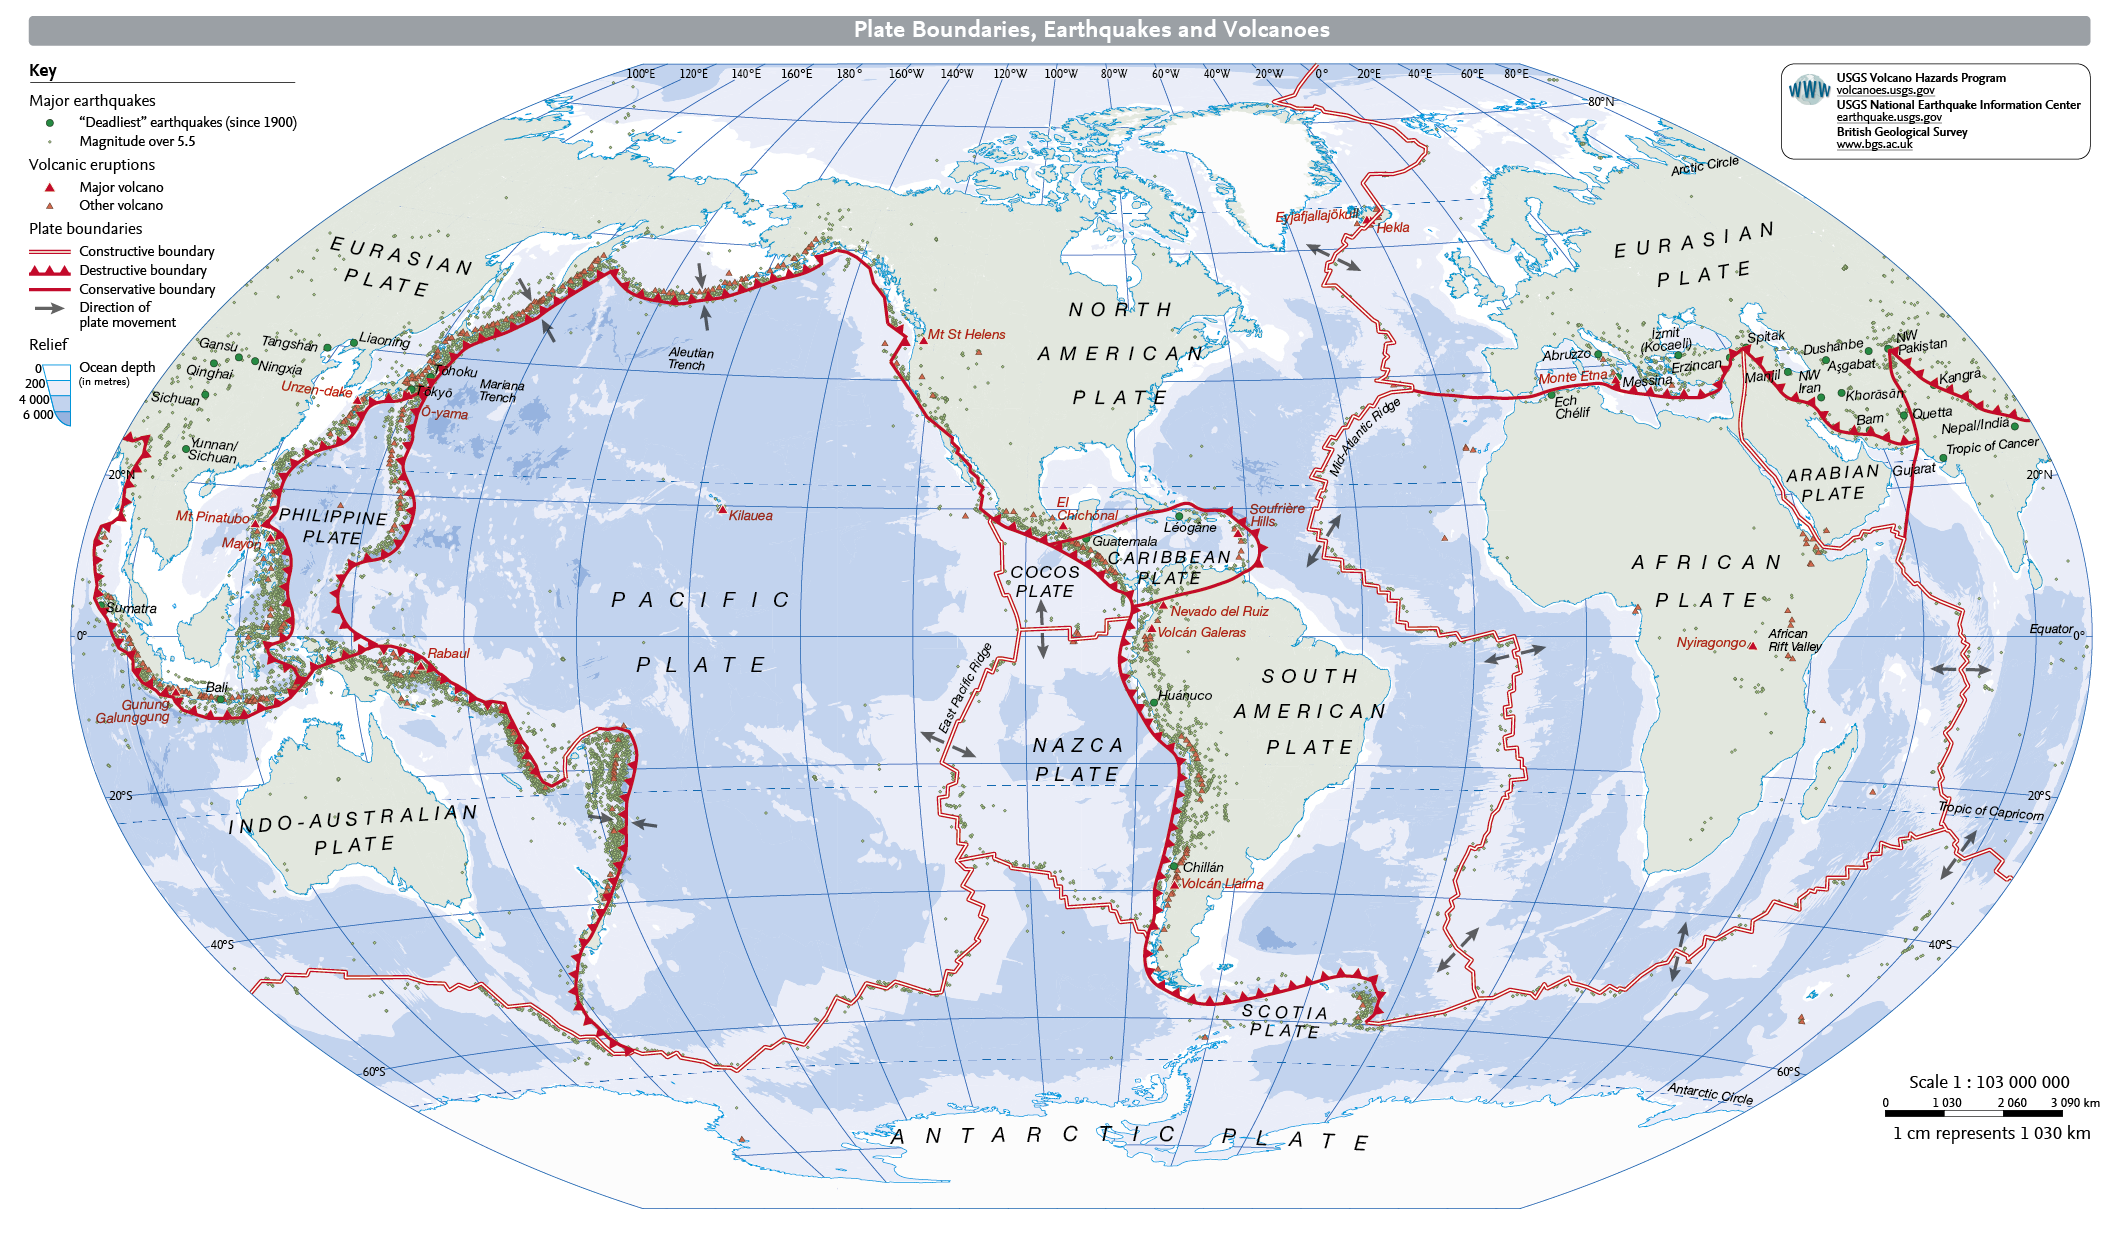 Plate Boundaries, Earthquakes and Volcanoes
Key
Major earthquakes
“Deadliest” earthquakes (since 1900)
Magnitude over 5.5
Volcanic eruptions
Major volcano
Other volcano
Plate boundaries
Constructive boundary
Destructive boundary
Conservative boundary
Direction of
plate movement
Relief
Ocean depth
(in metres)
0
200
4 000
6 000
100°E 120°E 140°E 160°E 180° 160°W 140°W 120°W 100°W 80°W 60°W 40°W 20°W 0° 20°E 40°E 60°E 80°E
80°N
WWW
USGS Volcano Hazards Program
volcanoes.usgs.gov
USGS National Earthquake Information Center
earthquake.usgs.gov
British Geological Survey
www.bgs.ac.uk
Arctic Circle
EURASIAN
PLATE
Gansu
Tangshan
Liaoning
Qinghai
Ningxia
Unzen-dake
Sichuan
Yunnan/
Sichuan
Tōhoku
Tōkyō
Ō-yama
Mariana
Trench
Aleutian
Trench
20°N
PHILIPPINE
PLATE
Mt Pinatubo
Mayon
Sumatra
0°
Bali
Gunung
Galunggung
Rabaul
Kilauea
PACIFIC
PLATE
INDO-AUSTRALIAN
PLATE
20°S
40°S
60°S
Mt St Helens
NORTH
AMERICAN
PLATE
El
Chichónal
Guatemala
Léogâne
Soufrière
Hills
CARIBBEAN
PLATE
COCOS
PLATE
Nevado del Ruiz
Volcán Galeras
East Pacific Ridge
Huánuco
NAZCA
PLATE
SOUTH
AMERICAN
PLATE
Chillán
Volcán Llaima
SCOTIA
PLATE
ANTARCTIC PLATE
Eyjafjallajökull
Hekla
Mid-Atlantic Ridge
EURASIAN
PLATE
Abruzzo
Monte Etna
Messina
Ech
Chélif
İzmit
(Kocaeli)
Erzincan
Spitak
Manjil
NW
Iran
Dushanbe
Aşgabat
Khorāsān
Bam
NW
Pakistan
Kangra
Quetta
Nepal/India
Gujarat
Tropic of Cancer
20°N
ARABIAN
PLATE
AFRICAN
PLATE
Nyiragongo
African
Rift Valley
Equator
0°
20°S
Tropic of Capricorn
40°S
60°S
Antarctic Circle
Scale 1 : 103 000 000
0 1 030 2 060 3 090 km
1 cm represents 1 030 km